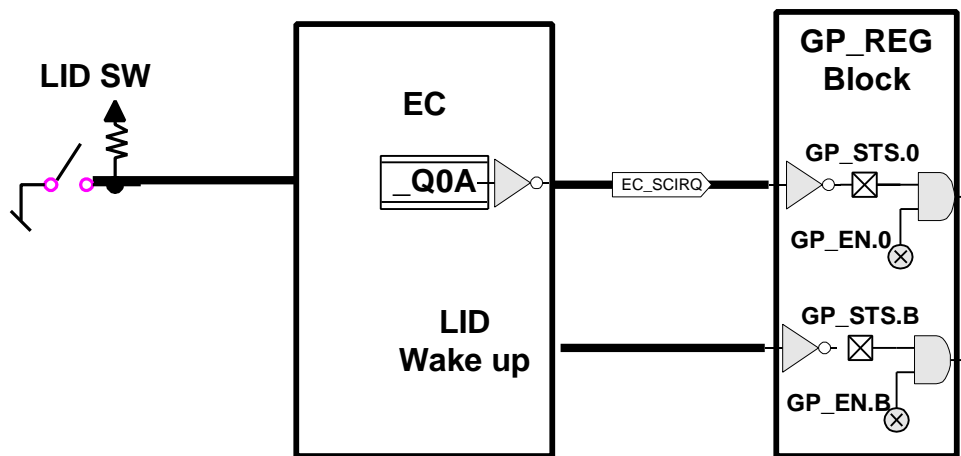 LID SW
EC
_Q0A
LID
Wake up
EC_SCIRQ
GP_REG
Block
GP_STS.0
GP_EN.0
GP_STS.B
GP_EN.B